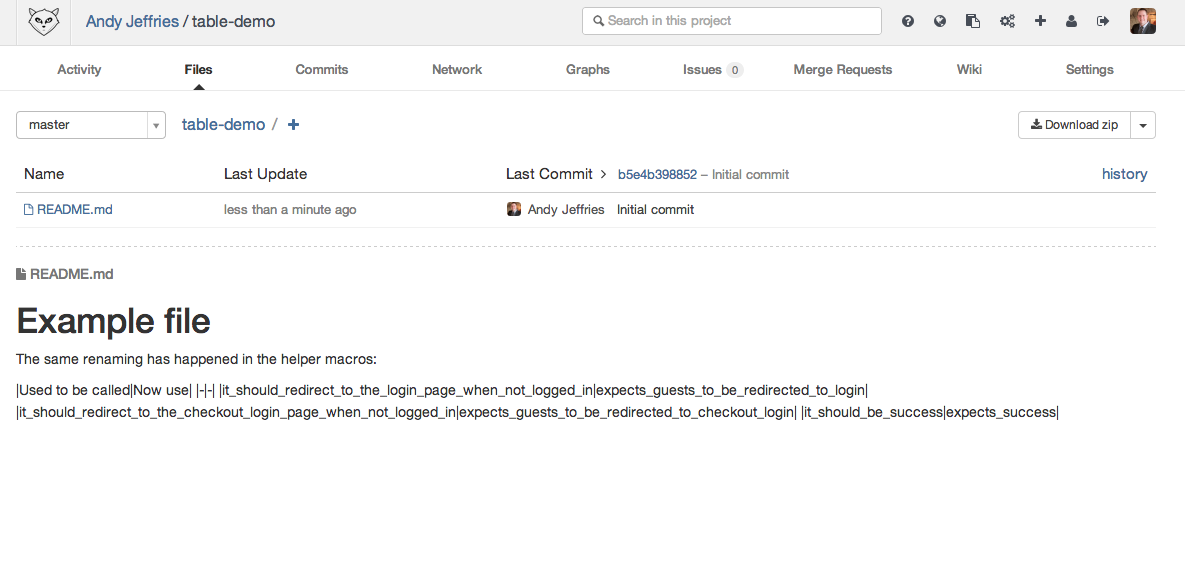 Andy Jeffries / table-demo
Search in this project
Activity
Files
Commits
Network
Graphs
Issues 0
Merge Requests
Wiki
Settings
master
table-demo / +
Download zip
Name
Last Update
Last Commit > b5e4b398852 – Initial commit
history
README.md
less than a minute ago
Andy Jeffries
Initial commit
README.md
Example file
The same renaming has happened in the helper macros:
|Used to be called|Now use| |-|-| |it_should_redirect_to_the_login_page_when_not_logged_in|expects_guests_to_be_redirected_to_login|
|it_should_redirect_to_the_checkout_login_page_when_not_logged_in|expects_guests_to_be_redirected_to_checkout_login| |it_should_be_success|expects_success|